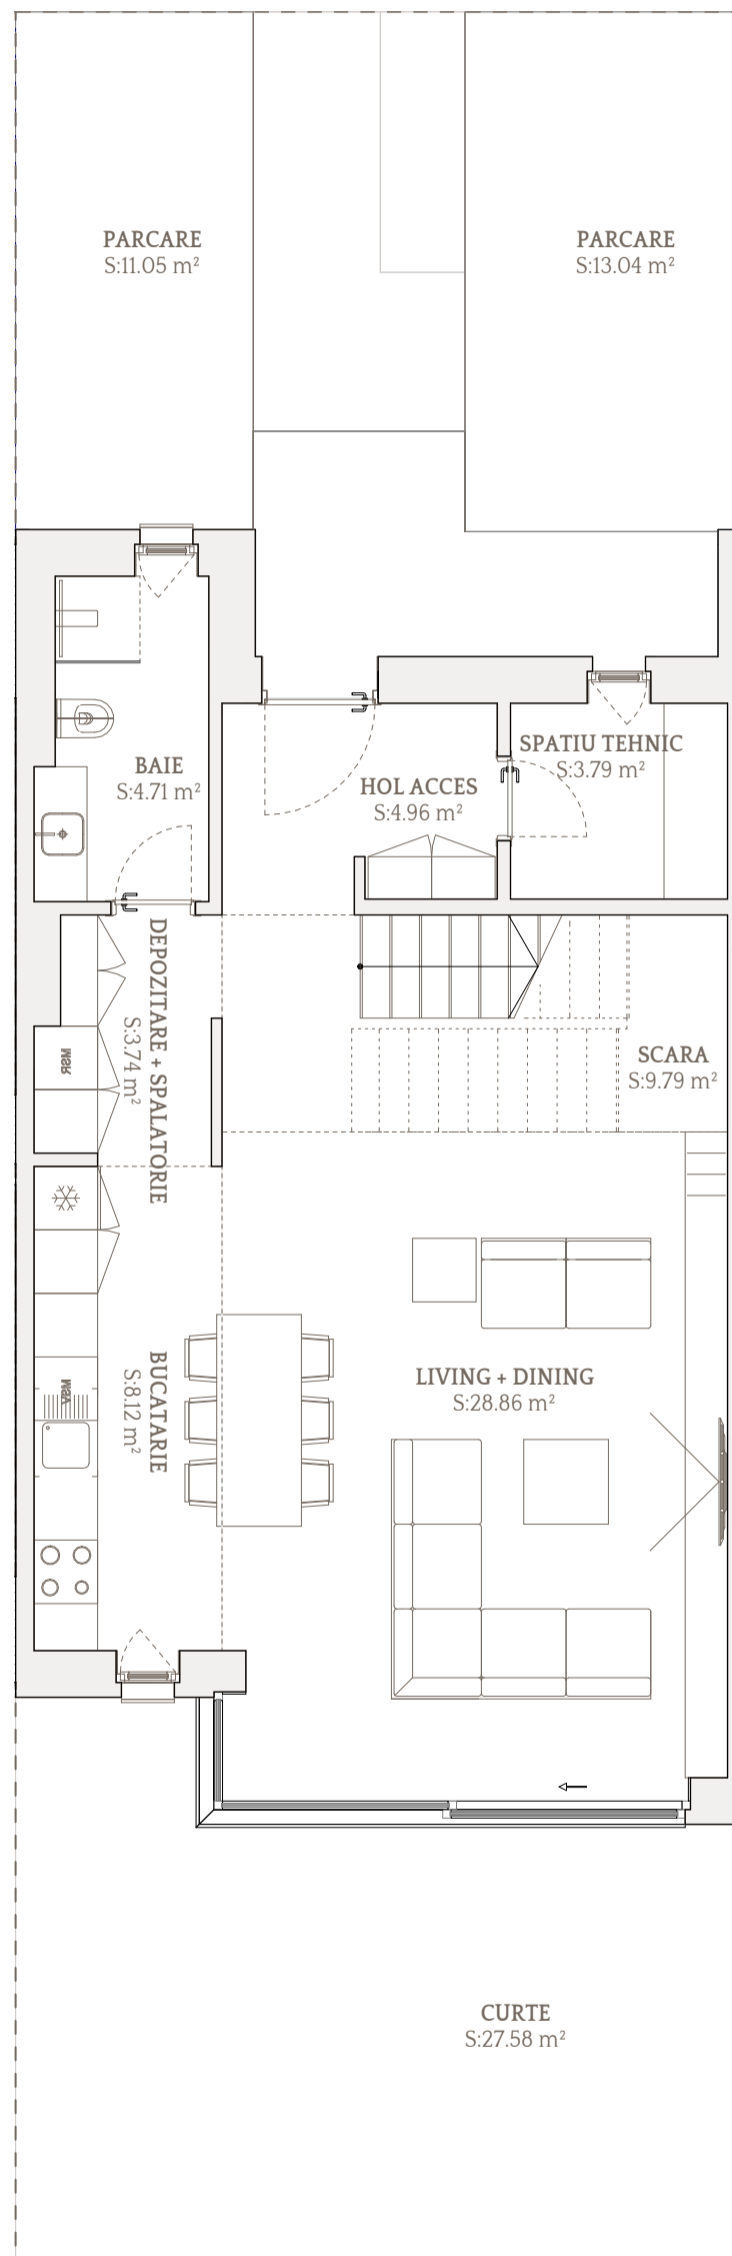 PARCARE
S:11.05 m²
PARCARE
S:13.04 m²
BAIE
S:4.71 m²
HOL ACCES
S:4.96 m²
SPATIU TEHNIC
S:3.79 m²
DEPOZITARE + SPALATORIE
S:3.74 m²
SCARA
S:9.79 m²
BUCATARIE
S:8.12 m²
LIVING + DINING
S:28.86 m²
CURTE
S:27.58 m²